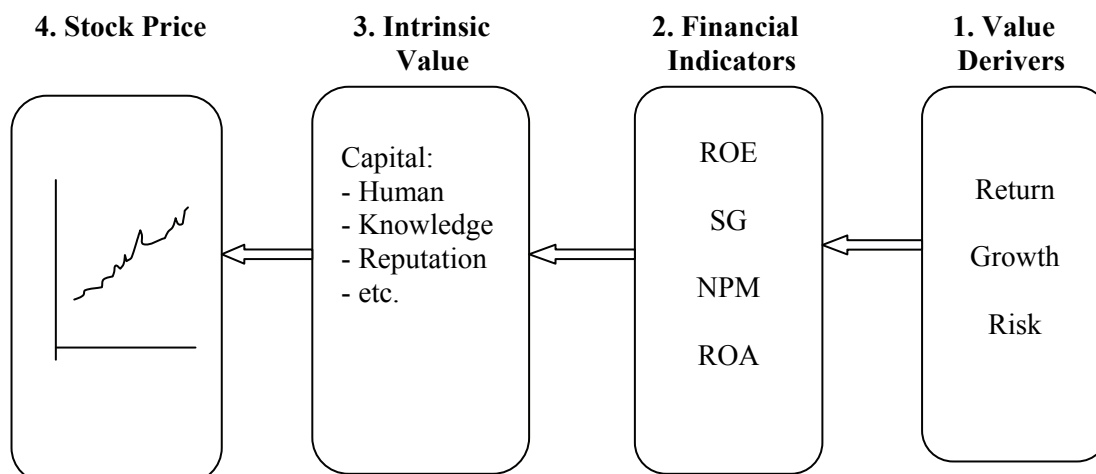 4. Stock Price
3. Intrinsic
Value
2. Financial
Indicators
1. Value
Derivers
Capital:
- Human
- Knowledge
- Reputation
- etc.
ROE
SG
NPM
ROA
Return
Growth
Risk